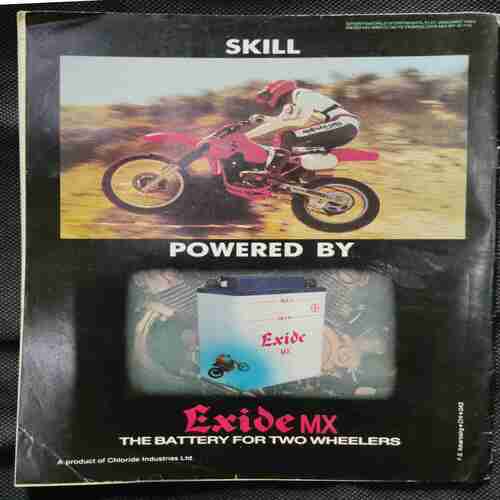 SKILL
POWERED BY
Exide
MX
Exide MX
THE BATTERY FOR TWO WHEELERS
A product of Chloride Industries Ltd.